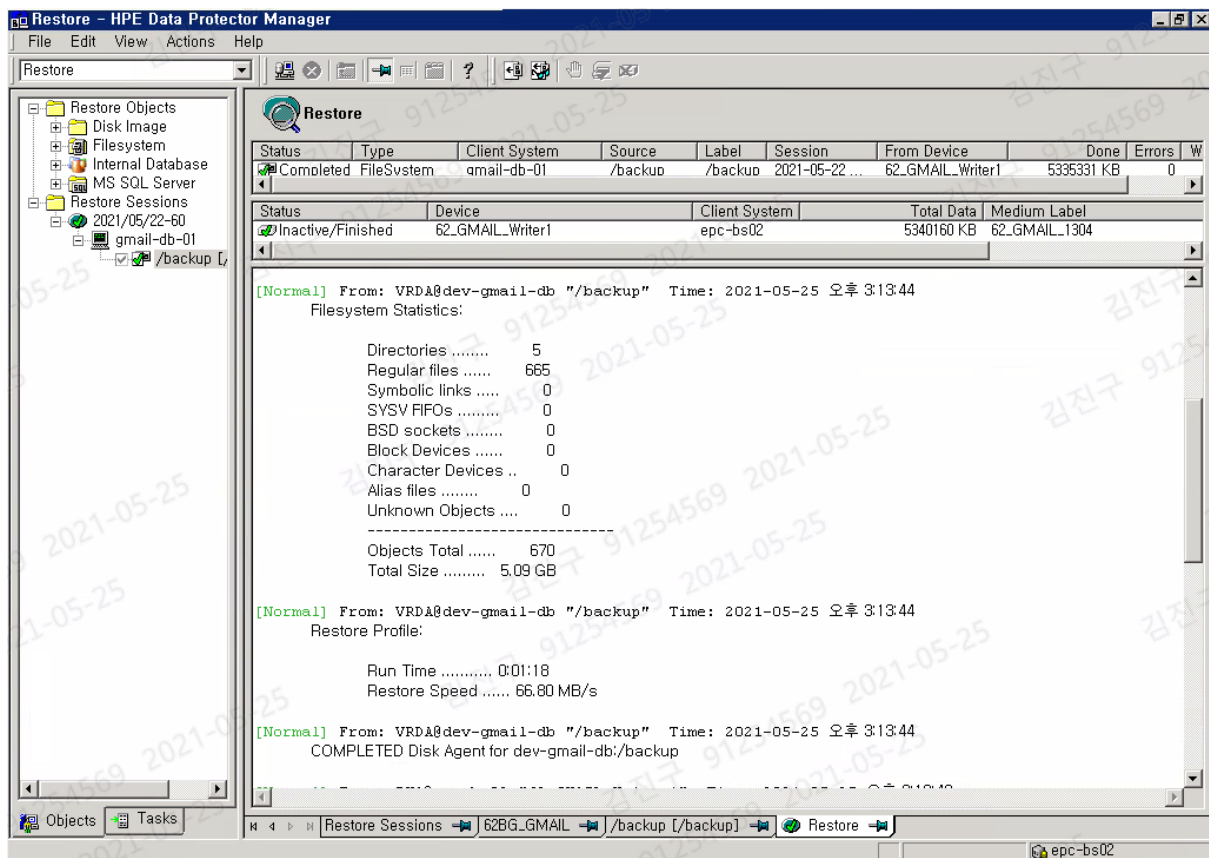 Restore - HPE Data Protector Manager
File Edit View Actions Help
Restore
Restore Objects
Disk Image
Filesystem
Internal Database
MS SQL Server
Restore Sessions
2021/05/22-60
gmail-db-01
/backup [/
Restore
Status Type Client System Source Label Session From Device Done Errors W
Completed FileSystem gmail-db-01 /backup /backup 2021-05-22 ... 62_GMAIL_Writer1 5335331 KB 0
Status Device Client System Total Data Medium Label
Inactive/Finished 62_GMAIL_Writer1 epc-bs02 5340160 KB 62_GMAIL_1304
[Normal] From: VRDA@dev-gmail-db "/backup" Time: 2021-05-25 오후 3:13:44
Filesystem Statistics:
Directories ........ 5
Regular files ...... 665
Symbolic links ..... 0
SYSV FIFOs ......... 0
BSD sockets ........ 0
Block Devices ...... 0
Character Devices .. 0
Alias files ........ 0
Unknown Objects .... 0
-------------------------------
Objects Total ...... 670
Total Size ......... 5.09 GB
[Normal] From: VRDA@dev-gmail-db "/backup" Time: 2021-05-25 오후 3:13:44
Restore Profile:
Run Time ........... 0:01:18
Restore Speed ...... 66.80 MB/s
[Normal] From: VRDA@dev-gmail-db "/backup" Time: 2021-05-25 오후 3:13:44
COMPLETED Disk Agent for dev-gmail-db:/backup
Objects Tasks
Restore Sessions 62BG_GMAIL /backup [/backup] Restore
epc-bs02
김진구 91254569 2021-05-25